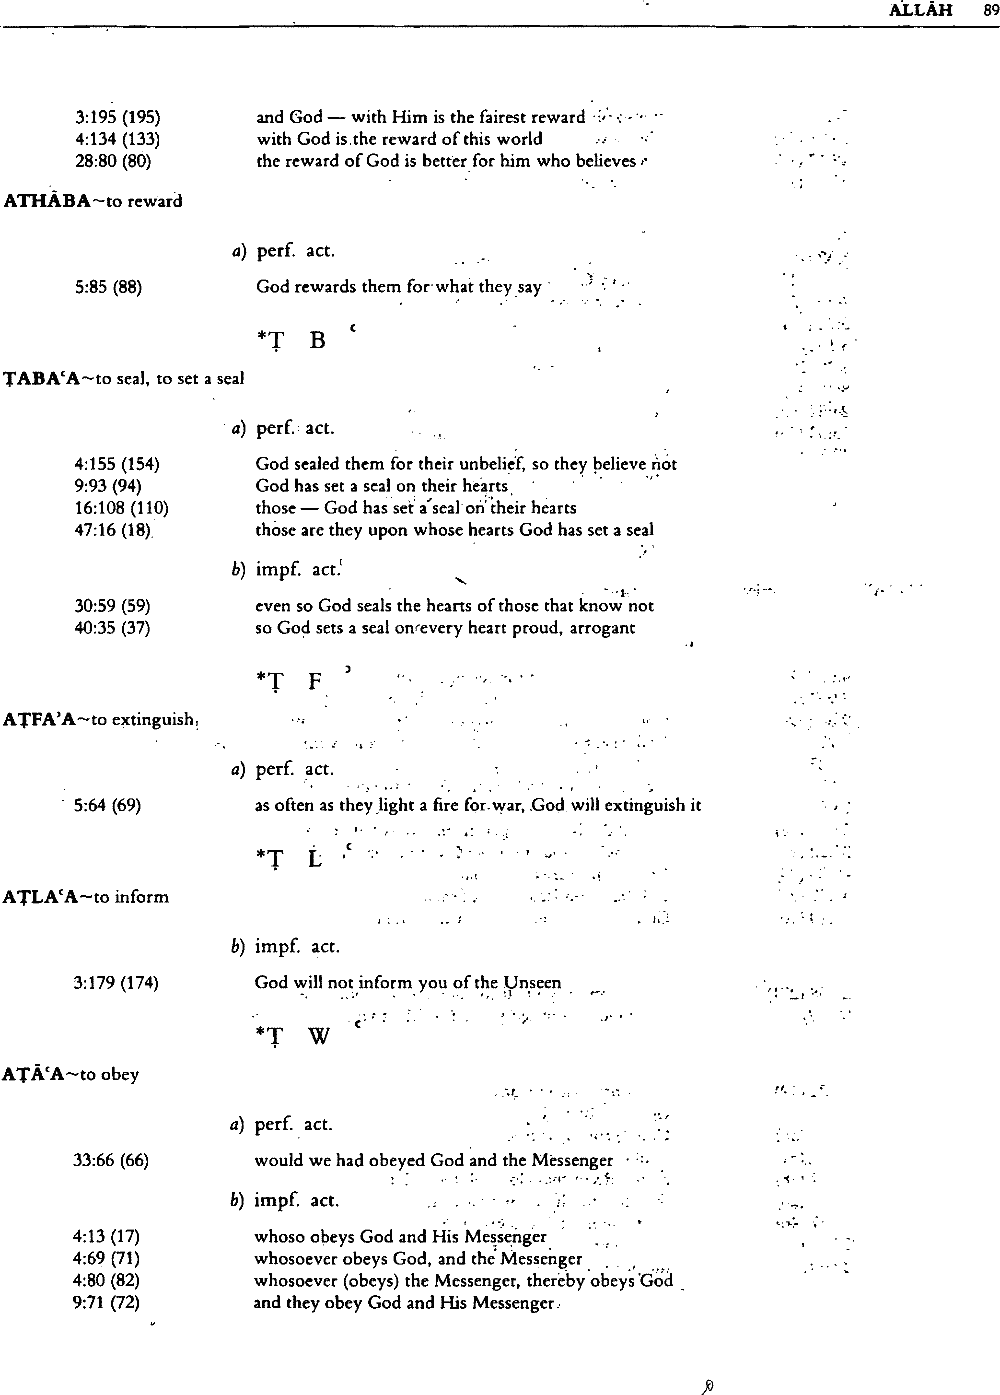 ALLĀH 89
3:195 (195) and God — with Him is the fairest reward
4:134 (133) with God is the reward of this world
28:80 (80) the reward of God is better for him who believes
ATHĀBA~to reward
a) perf. act.
5:85 (88) God rewards them for what they say
*Ṭ B ʿ
ṬABAʿA~to seal, to set a seal
a) perf. act.
4:155 (154) God sealed them for their unbelief, so they believe not
9:93 (94) God has set a seal on their hearts
16:108 (110) those — God has set a seal on their hearts
47:16 (18) those are they upon whose hearts God has set a seal
b) impf. act.
30:59 (59) even so God seals the hearts of those that know not
40:35 (37) so God sets a seal on every heart proud, arrogant
*Ṭ F ʾ
AṬFAʾA~to extinguish
a) perf. act.
5:64 (69) as often as they light a fire for war, God will extinguish it
*Ṭ L ʿ
AṬLAʿA~to inform
b) impf. act.
3:179 (174) God will not inform you of the Unseen
*Ṭ W ʿ
AṬĀʿA~to obey
a) perf. act.
33:66 (66) would we had obeyed God and the Messenger
b) impf. act.
4:13 (17) whoso obeys God and His Messenger
4:69 (71) whosoever obeys God, and the Messenger
4:80 (82) whosoever (obeys) the Messenger, thereby obeys God
9:71 (72) and they obey God and His Messenger